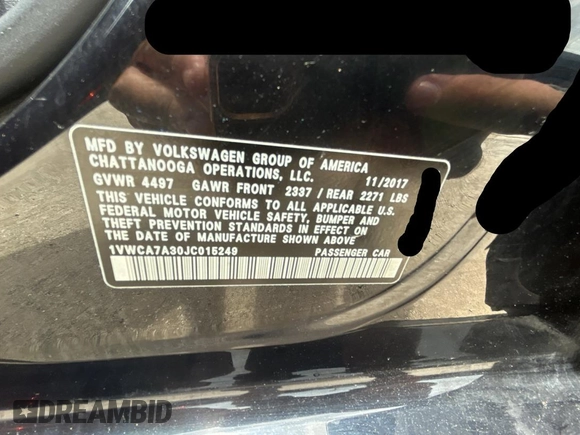 MFD BY VOLKSWAGEN GROUP OF AMERICA
CHATTANOOGA OPERATIONS, LLC. 11/2017
GVWR 4497 GAWR FRONT 2337 / REAR 2271 LBS
THIS VEHICLE CONFORMS TO ALL APPLICABLE U.S.
FEDERAL MOTOR VEHICLE SAFETY, BUMPER AND
THEFT PREVENTION STANDARDS IN EFFECT ON
THE DATE OF MANUFACTURE SHOWN ABOVE
1VWCA7A30JC015249 PASSENGER CAR
DREAMBID